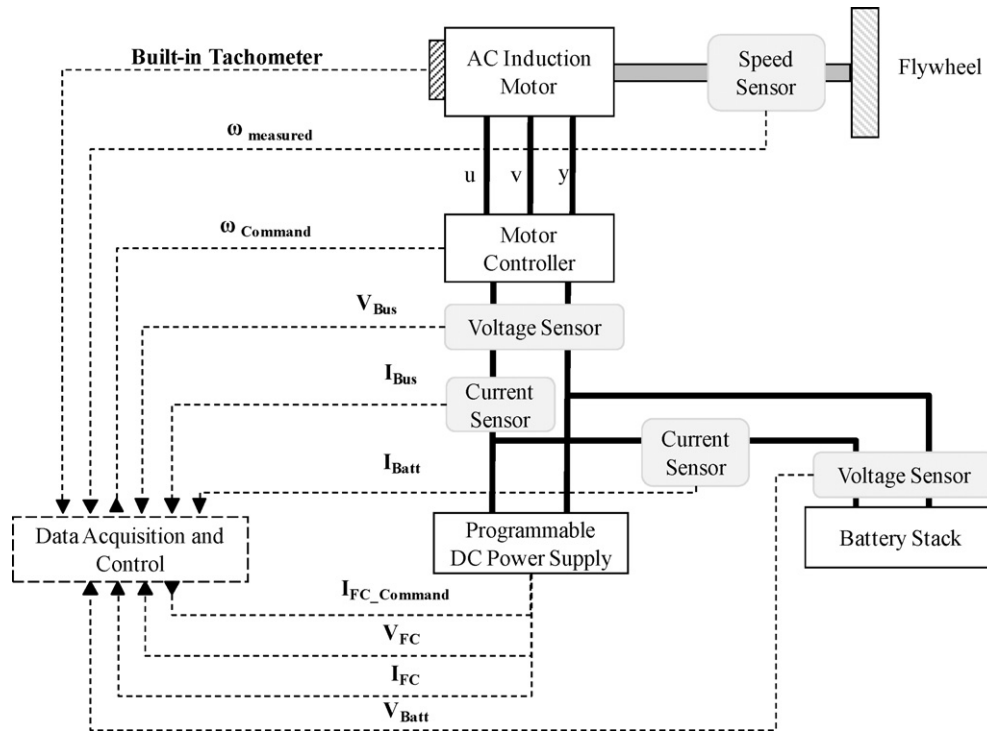 Built-in Tachometer
AC Induction
Motor
Speed
Sensor
Flywheel
ω measured
u
v
y
ω Command
Motor
Controller
V Bus
Voltage Sensor
I Bus
Current
Sensor
I Batt
Current
Sensor
Voltage Sensor
Data Acquisition and
Control
Programmable
DC Power Supply
Battery Stack
I FC_Command
V FC
I FC
V Batt